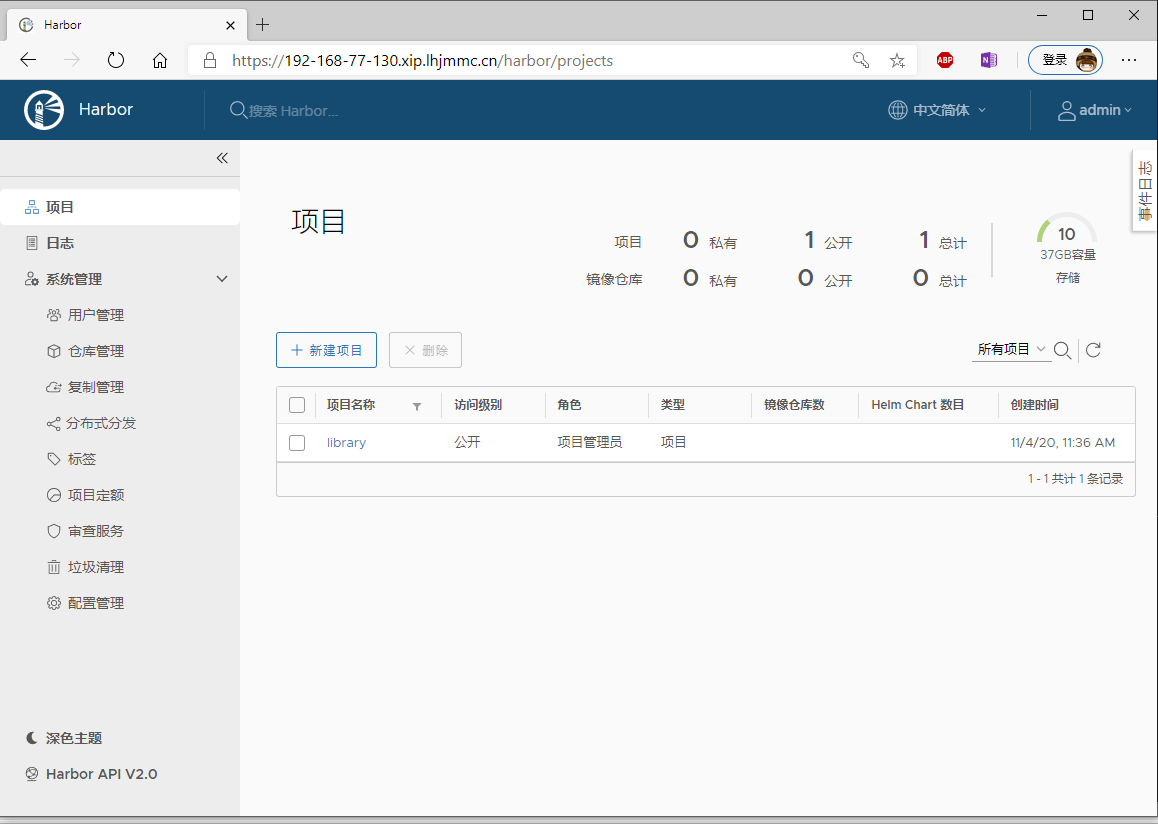 Harbor
https://192-168-77-130.xip.lhjmmc.cn/harbor/projects
ABP
N
登录
Harbor
搜索 Harbor...
中文简体
admin
事件日志
项目
日志
系统管理
用户管理
仓库管理
复制管理
分布式分发
标签
项目定额
审查服务
垃圾清理
配置管理
深色主题
Harbor API V2.0
项目
项目 0 私有 1 公开 1 总计
镜像仓库 0 私有 0 公开 0 总计
10
37GB容量
存储
新建项目 删除
所有项目
项目名称 访问级别 角色 类型 镜像仓库数 Helm Chart 数目 创建时间
library 公开 项目管理员 项目 11/4/20, 11:36 AM
1 - 1 共计 1 条记录